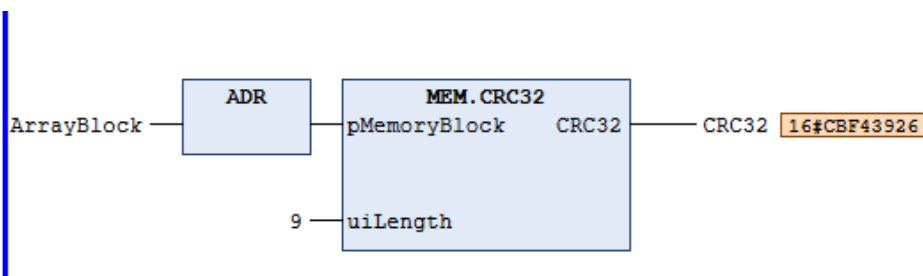 ADR MEM.CRC32
ArrayBlock pMemoryBlock CRC32 CRC32 16#CBF43926
9 uiLength